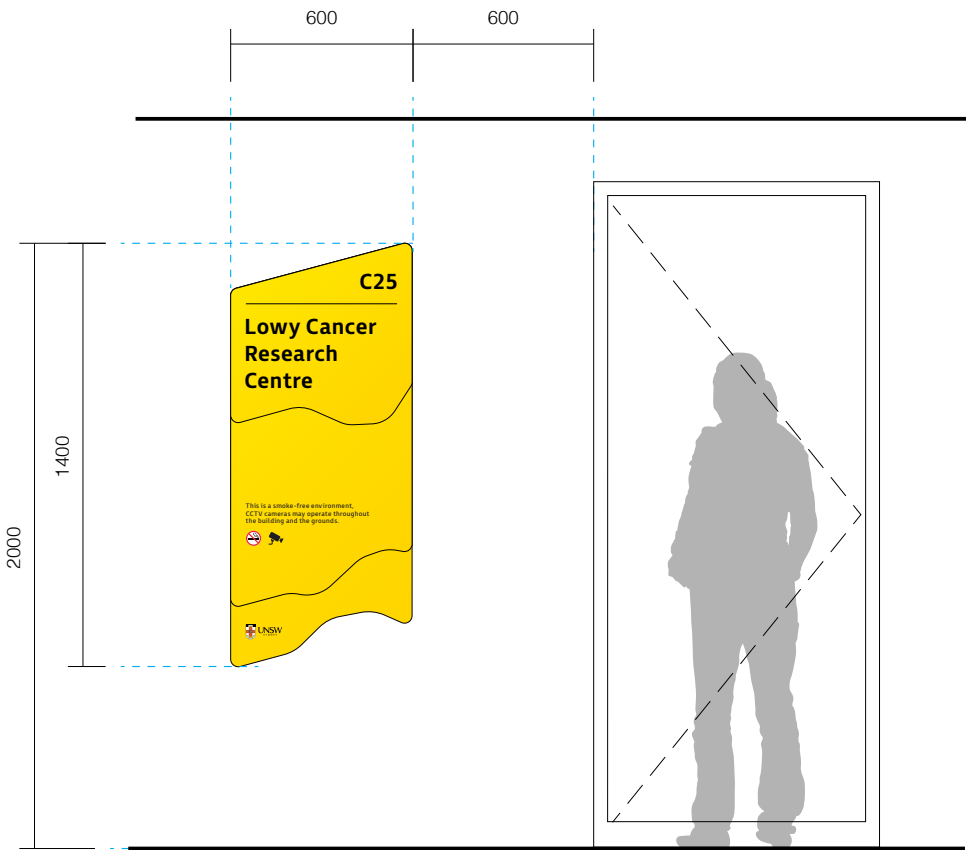 600
600
C25
Lowy Cancer
Research
Centre
1400
2000
This is a smoke-free environment,
CCTV cameras may operate throughout
the building and the grounds.
UNSW